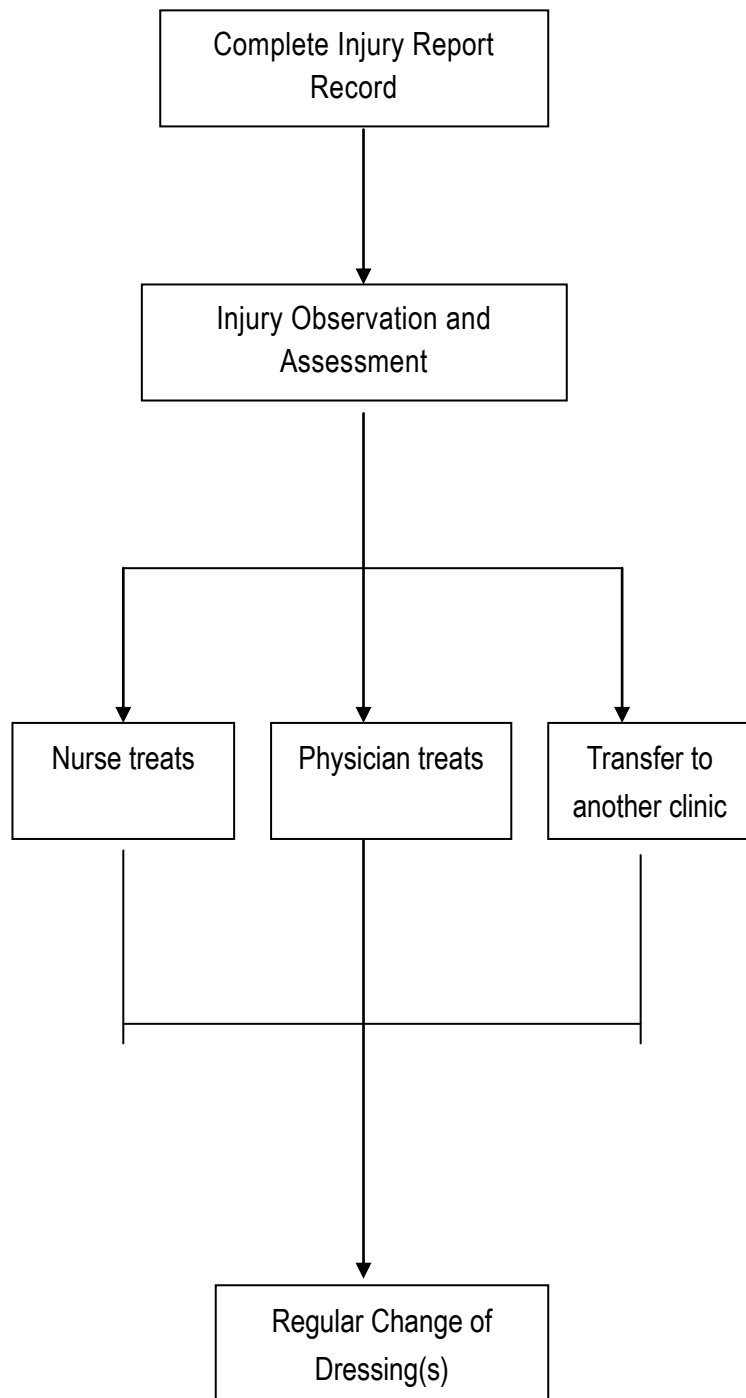 Complete Injury Report
Record
Injury Observation and
Assessment
Nurse treats
Physician treats
Transfer to
another clinic
Regular Change of
Dressing(s)